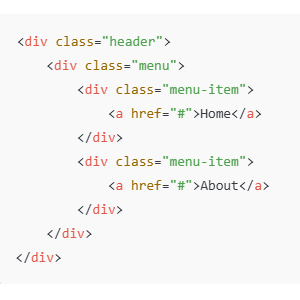 <div class="header">
    <div class="menu">
        <div class="menu-item">
            <a href="#">Home</a>
        </div>
        <div class="menu-item">
            <a href="#">About</a>
        </div>
    </div>
</div>